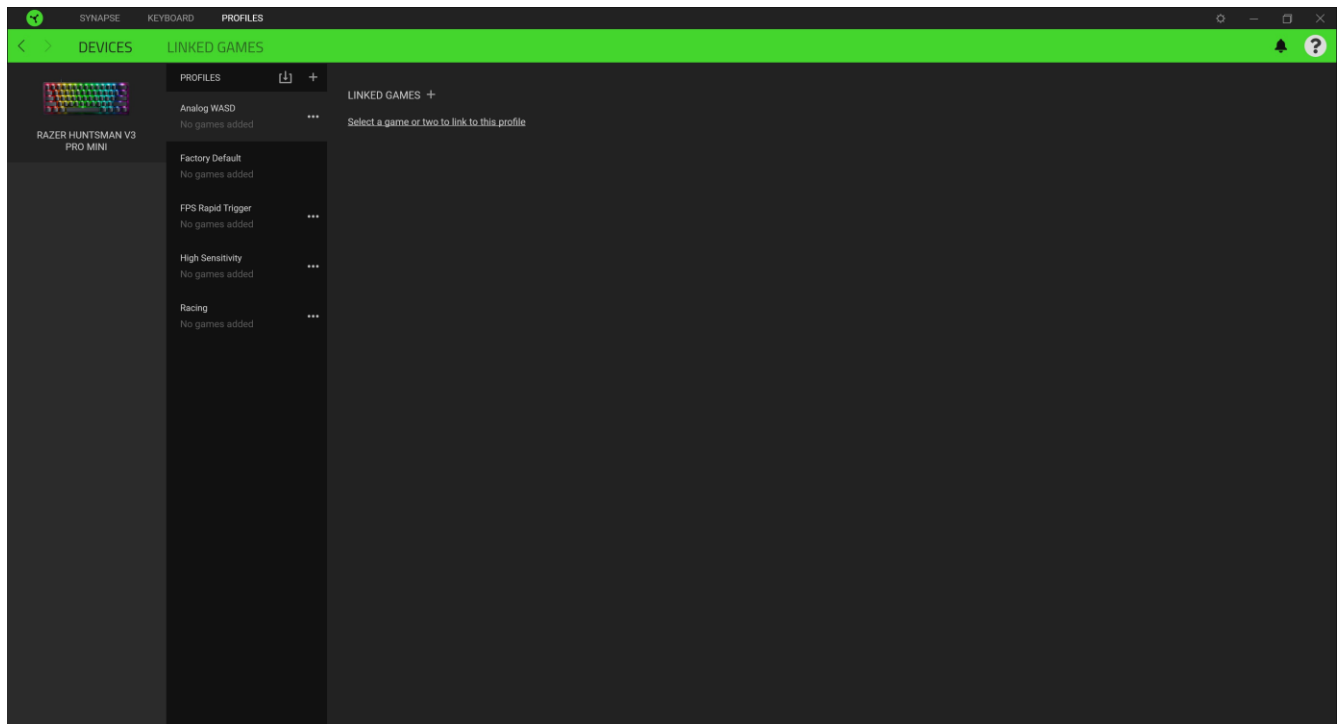 SYNAPSE KEYBOARD PROFILES
DEVICES LINKED GAMES
RAZER HUNTSMAN V3
PRO MINI
PROFILES
Analog WASD
No games added
Factory Default
No games added
FPS Rapid Trigger
No games added
High Sensitivity
No games added
Racing
No games added
LINKED GAMES +
Select a game or two to link to this profile